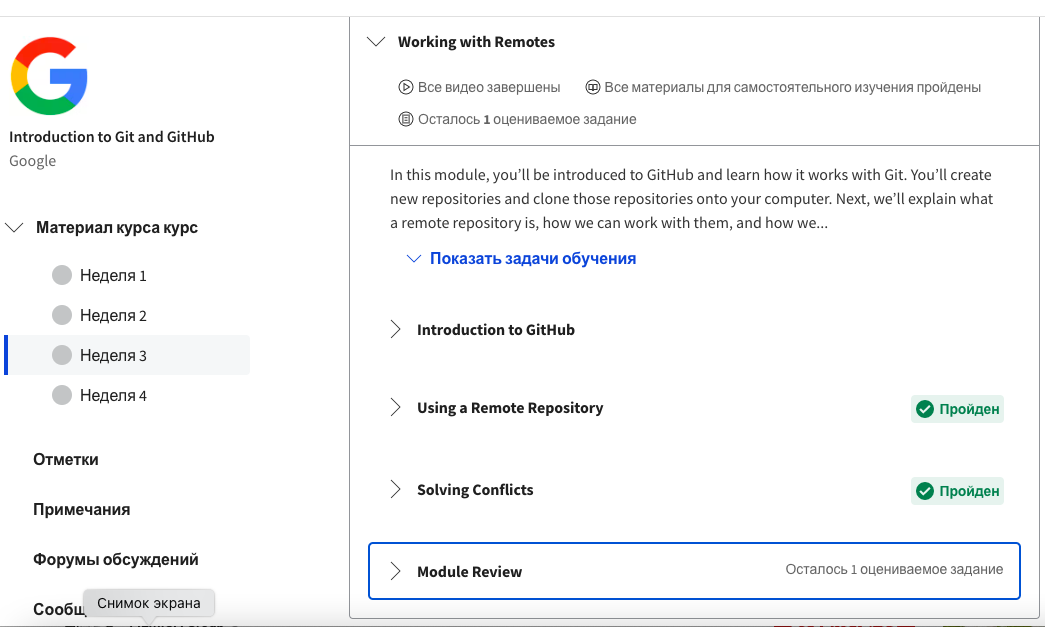 Introduction to Git and GitHub
Google
Материал курса курс
Неделя 1
Неделя 2
Неделя 3
Неделя 4
Отметки
Примечания
Форумы обсуждений
Снимок экрана
Working with Remotes
Все видео завершены
Все материалы для самостоятельного изучения пройдены
Осталось 1 оцениваемое задание
In this module, you’ll be introduced to GitHub and learn how it works with Git. You’ll create
new repositories and clone those repositories onto your computer. Next, we’ll explain what
a remote repository is, how we can work with them, and how we...
Показать задачи обучения
Introduction to GitHub
Using a Remote Repository
Пройден
Solving Conflicts
Пройден
Module Review
Осталось 1 оцениваемое задание